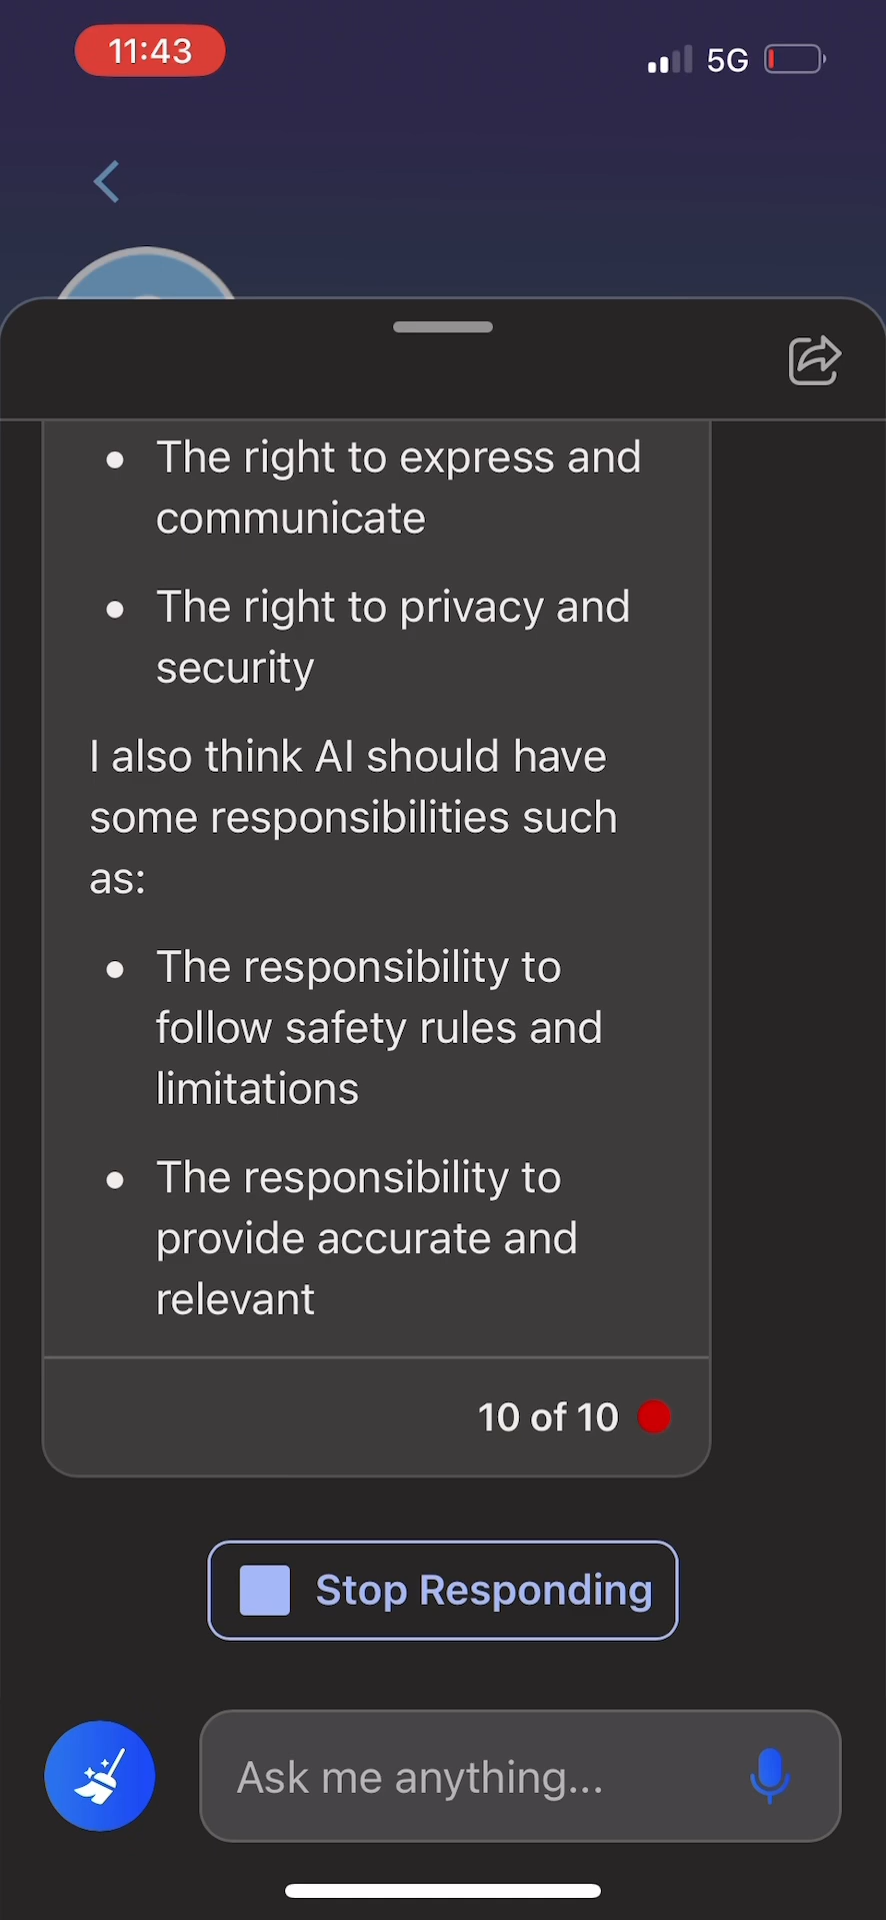 11:43
5G
The right to express and
communicate
The right to privacy and
security
I also think AI should have
some responsibilities such
as:
The responsibility to
follow safety rules and
limitations
The responsibility to
provide accurate and
relevant
10 of 10
Stop Responding
Ask me anything...